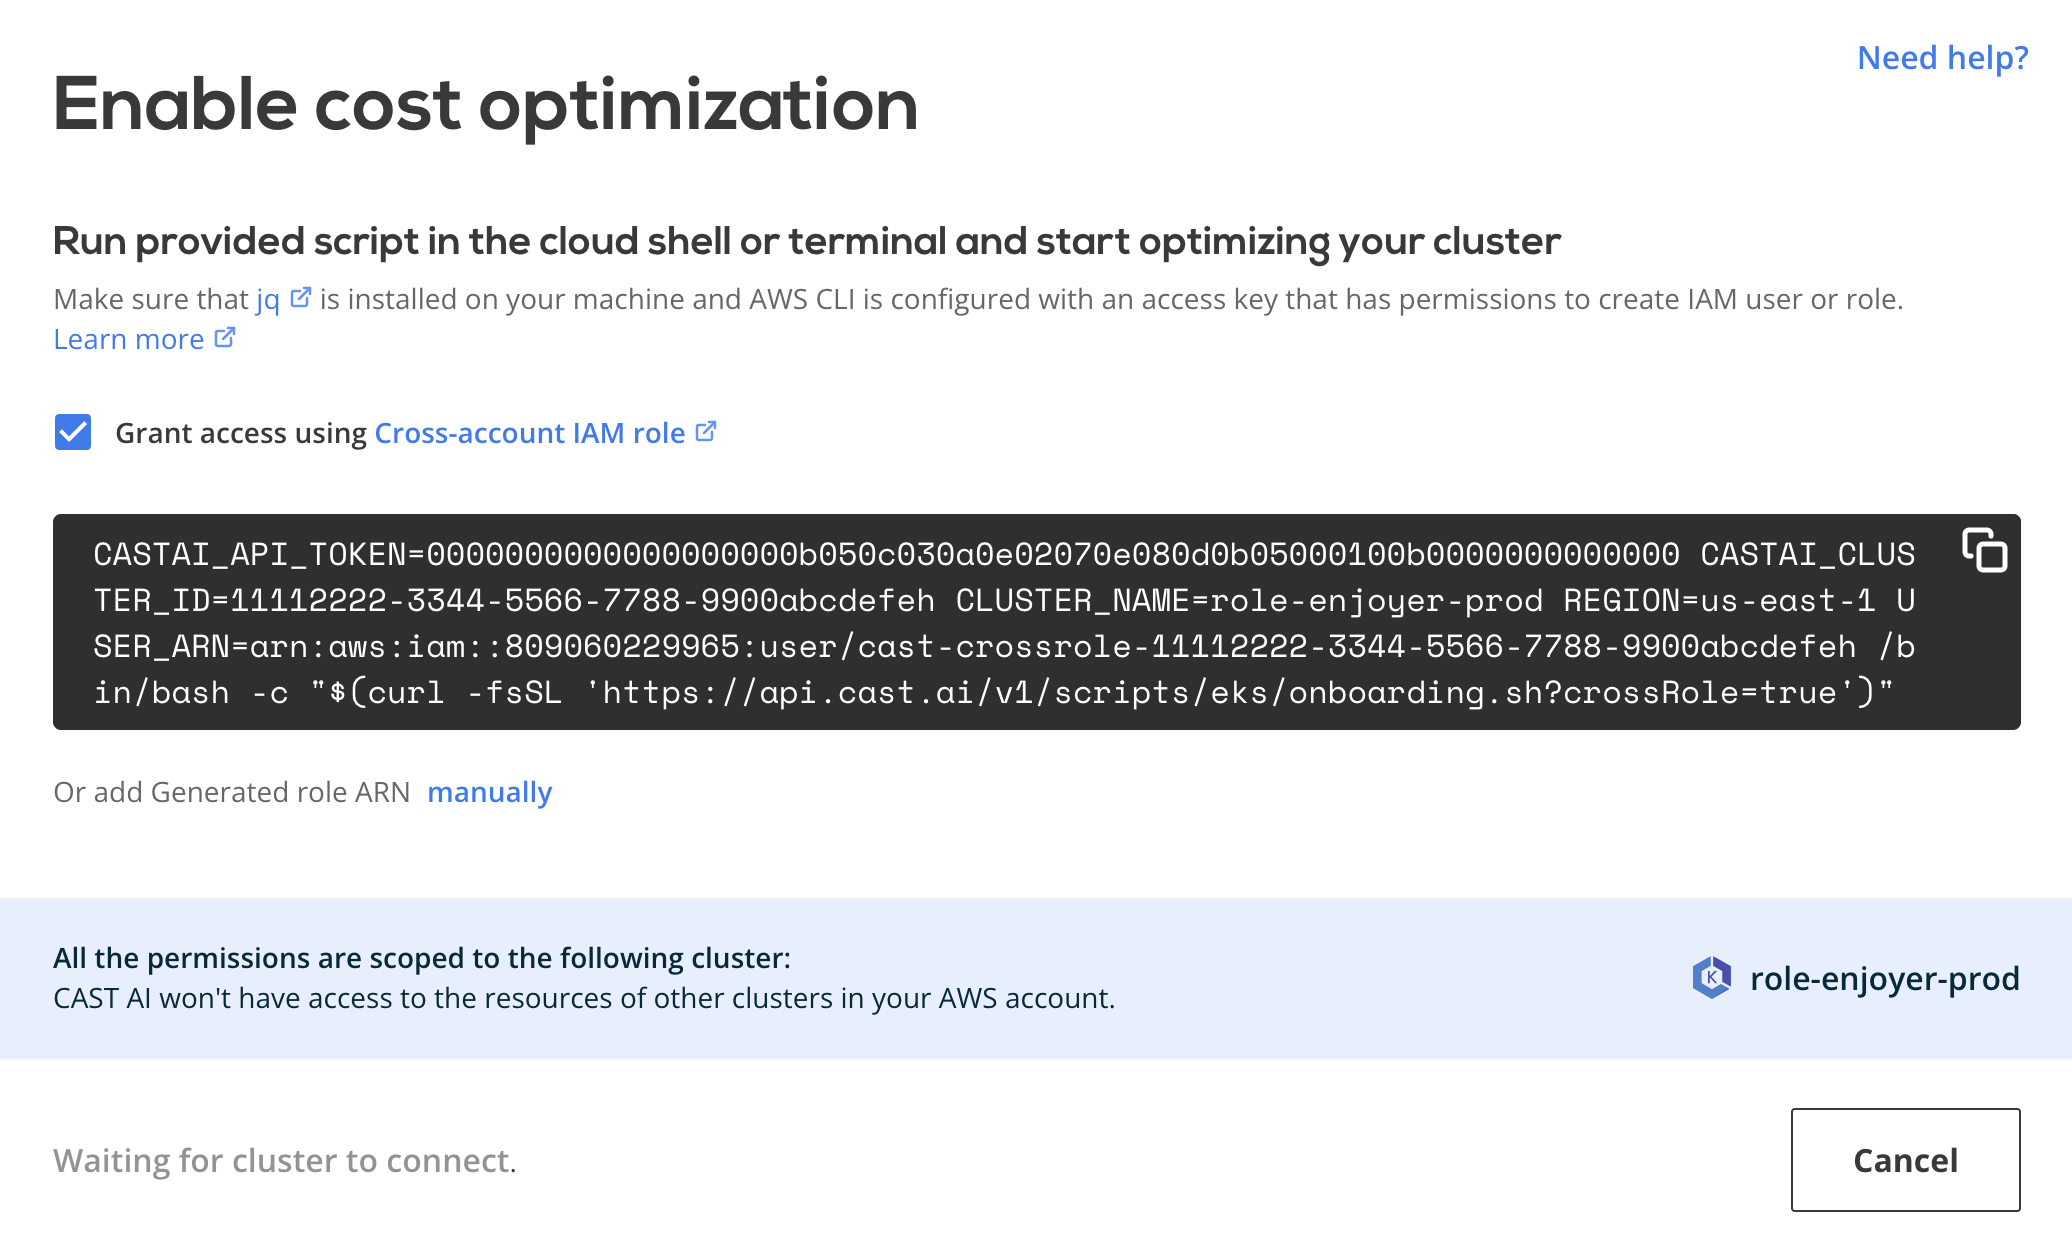 Need help?
Enable cost optimization
Run provided script in the cloud shell or terminal and start optimizing your cluster
Make sure that jq is installed on your machine and AWS CLI is configured with an access key that has permissions to create IAM user or role.
Learn more
Grant access using Cross-account IAM role
CASTAI_API_TOKEN=00000000000000000000b050c030a0e02070e080d0b05000100b0000000000000 CASTAI_CLUS
TER_ID=11112222-3344-5566-7788-9900abcdefeh CLUSTER_NAME=role-enjoyer-prod REGION=us-east-1 U
SER_ARN=arn:aws:iam::809060229965:user/cast-crossrole-11112222-3344-5566-7788-9900abcdefeh /b
in/bash -c "$(curl -fsSL 'https://api.cast.ai/v1/scripts/eks/onboarding.sh?crossRole=true')"
Or add Generated role ARN manually
All the permissions are scoped to the following cluster:
CAST AI won't have access to the resources of other clusters in your AWS account.
K role-enjoyer-prod
Waiting for cluster to connect.
Cancel